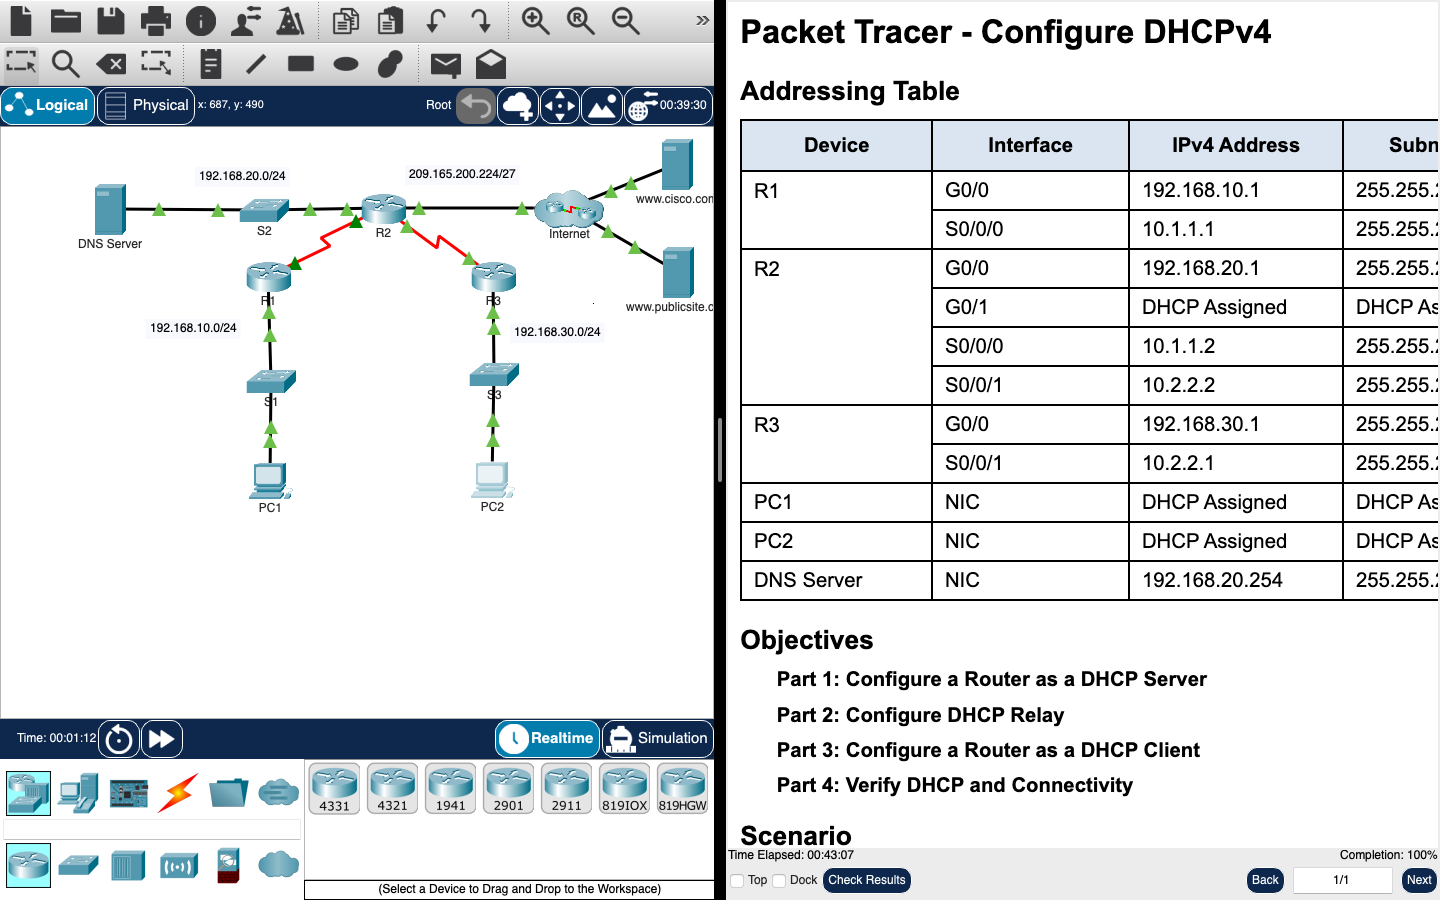 »
Logical
Physical
x: 687, y: 490
Root
00:39:30
192.168.20.0/24
209.165.200.224/27
www.cisco.com
DNS Server
S2
R2
Internet
R1
R3
www.publicsite.c
192.168.10.0/24
192.168.30.0/24
S1
S3
PC1
PC2
Time: 00:01:12
Realtime
Simulation
4331
4321
1941
2901
2911
819IOX
819HGW
(Select a Device to Drag and Drop to the Workspace)
Packet Tracer - Configure DHCPv4
Addressing Table
Device Interface IPv4 Address Subn
R1 G0/0 192.168.10.1 255.255.
S0/0/0 10.1.1.1 255.255.
R2 G0/0 192.168.20.1 255.255.
G0/1 DHCP Assigned DHCP As
S0/0/0 10.1.1.2 255.255.
S0/0/1 10.2.2.2 255.255.
R3 G0/0 192.168.30.1 255.255.
S0/0/1 10.2.2.1 255.255.
PC1 NIC DHCP Assigned DHCP As
PC2 NIC DHCP Assigned DHCP As
DNS Server NIC 192.168.20.254 255.255.
Objectives
Part 1: Configure a Router as a DHCP Server
Part 2: Configure DHCP Relay
Part 3: Configure a Router as a DHCP Client
Part 4: Verify DHCP and Connectivity
Scenario
Time Elapsed: 00:43:07
Completion: 100%
Top
Dock
Check Results
Back
1/1
Next